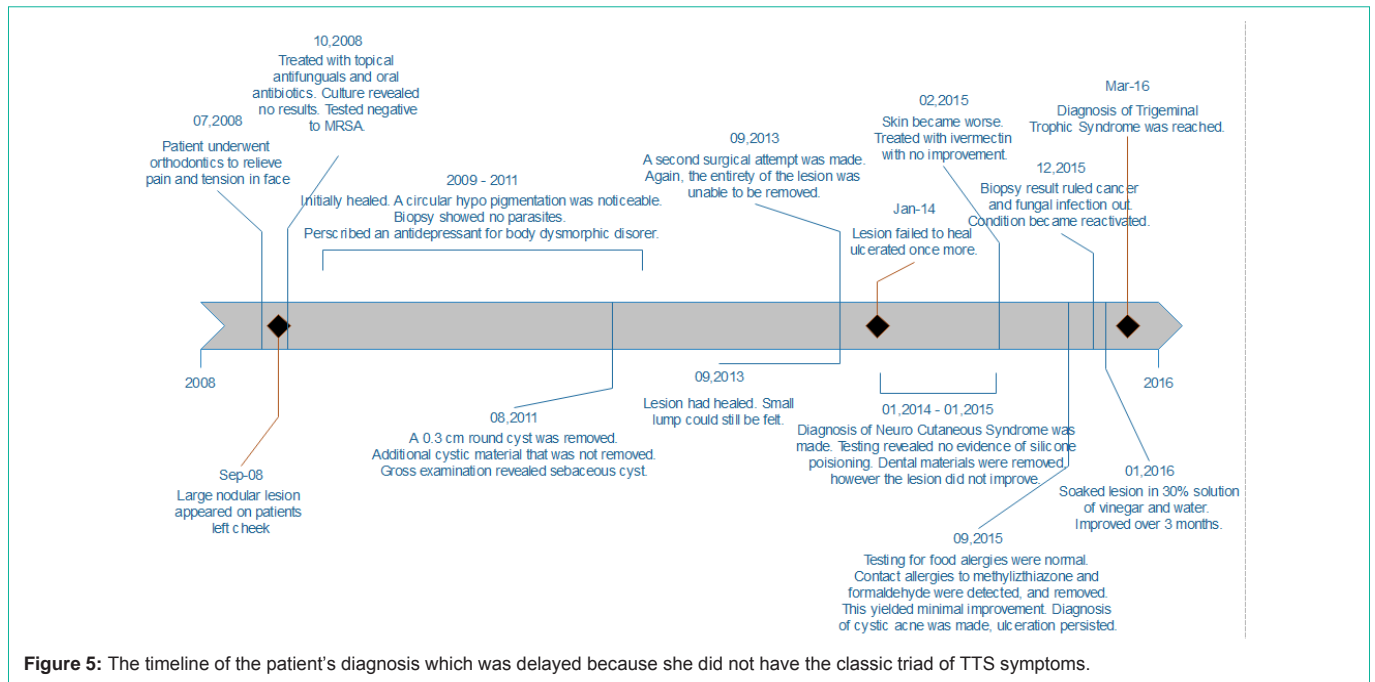 07,2008
Patient underwent
orthodontics to relieve
pain and tension in face
10,2008
Treated with topical
antifunguals and oral
antibiotics. Culture revealed
no results. Tested negative
to MRSA.
2009 - 2011
Initially healed. A circular hypo pigmentation was noticeable.
Biopsy showed no parasites.
Perscribed an antidepressant for body dysmorphic disorer.
09,2013
A second surgical attempt was made.
Again, the entirety of the lesion was
unable to be removed.
Jan-14
Lesion failed to heal
ulcerated once more.
02,2015
Skin became worse.
Treated with ivermectin
with no improvement.
12,2015
Biopsy result ruled cancer
and fungal infection out.
Condition became reactivated.
Mar-16
Diagnosis of Trigeminal
Trophic Syndrome was reached.
2008
2016
Sep-08
Large nodular lesion
appeared on patients
left cheek
08,2011
A 0.3 cm round cyst was removed.
Additional cystic material that was not removed.
Gross examination revealed sebaceous cyst.
09,2013
Lesion had healed. Small
lump could still be felt.
01,2014 - 01,2015
Diagnosis of Neuro Cutaneous Syndrome was
made. Testing revealed no evidence of silicone
poisioning. Dental materials were removed,
however the lesion did not improve.
09,2015
Testing for food alergies were normal.
Contact allergies to methylizthiazone and
formaldehyde were detected, and removed.
This yielded minimal improvement. Diagnosis
of cystic acne was made, ulceration persisted.
01,2016
Soaked lesion in 30% solution
of vinegar and water.
Improved over 3 months.
Figure 5: The timeline of the patient's diagnosis which was delayed because she did not have the classic triad of TTS symptoms.